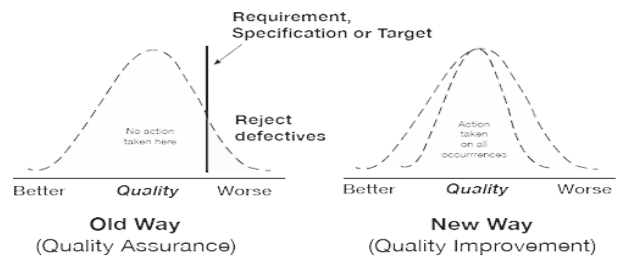 Requirement,
Specification or Target
No action
taken here
Reject
defectives
Better Quality Worse
Old Way
(Quality Assurance)
Action
taken
on all
occurrrences
Better Quality Worse
New Way
(Quality Improvement)